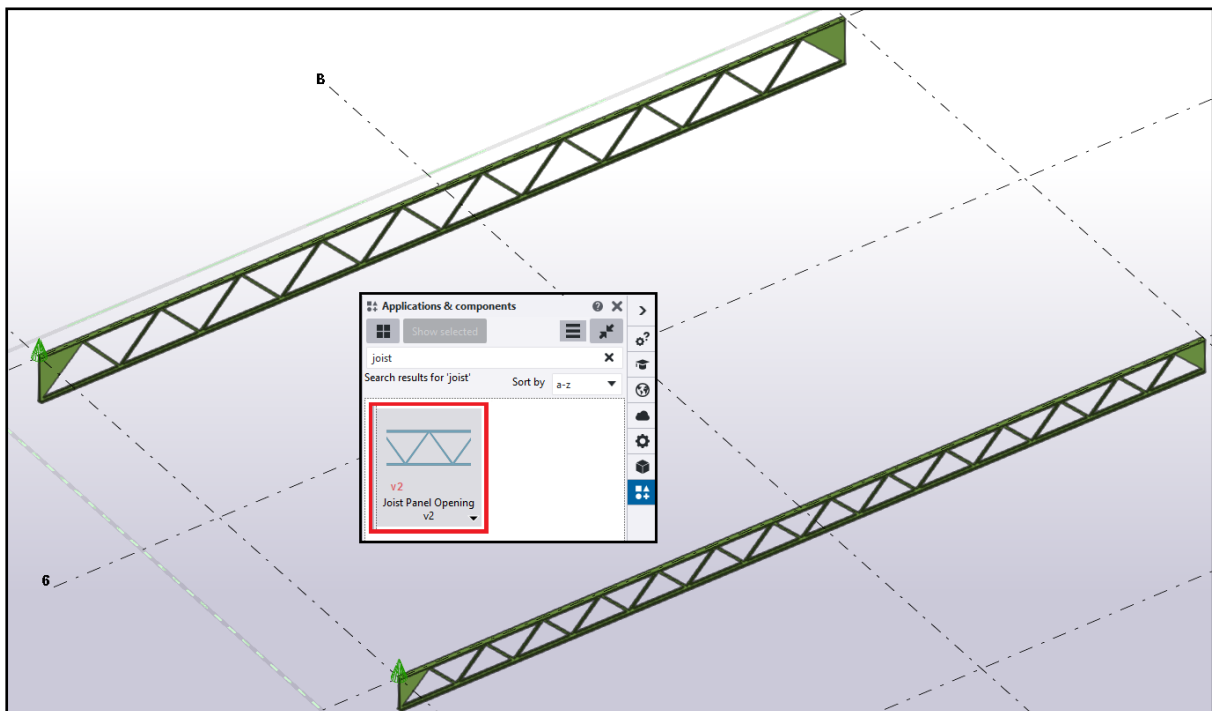 B
Applications & components
Show selected
joist
Search results for 'joist'
Sort by
a-z
v2
Joist Panel Opening
v2
6